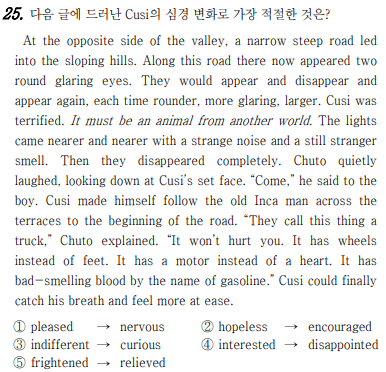 25. 다음 글에 드러난 Cusi의 심경 변화로 가장 적절한 것은?
At the opposite side of the valley, a narrow steep road led
into the sloping hills. Along this road there now appeared two
round glaring eyes. They would appear and disappear and
appear again, each time rounder, more glaring, larger. Cusi was
terrified. It must be an animal from another world. The lights
came nearer and nearer with a strange noise and a still stranger
smell. Then they disappeared completely. Chuto quietly
laughed, looking down at Cusi's set face. “Come,” he said to the
boy. Cusi made himself follow the old Inca man across the
terraces to the beginning of the road. “They call this thing a
truck,” Chuto explained. “It won't hurt you. It has wheels
instead of feet. It has a motor instead of a heart. It has
bad-smelling blood by the name of gasoline.” Cusi could finally
catch his breath and feel more at ease.
① pleased → nervous ② hopeless → encouraged
③ indifferent → curious ④ interested → disappointed
⑤ frightened → relieved